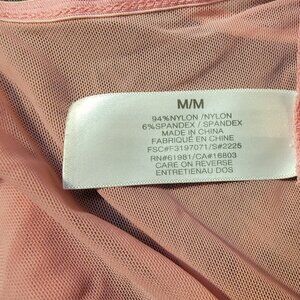 M/M
94%NYLON /NYLON
6%SPANDEX / SPANDEX
MADE IN CHINA
FABRIQUÉ EN CHINE
FSC#F3197071/S#2225
RN#61981/CA#16803
CARE ON REVERSE
ENTRETIENAU DOS